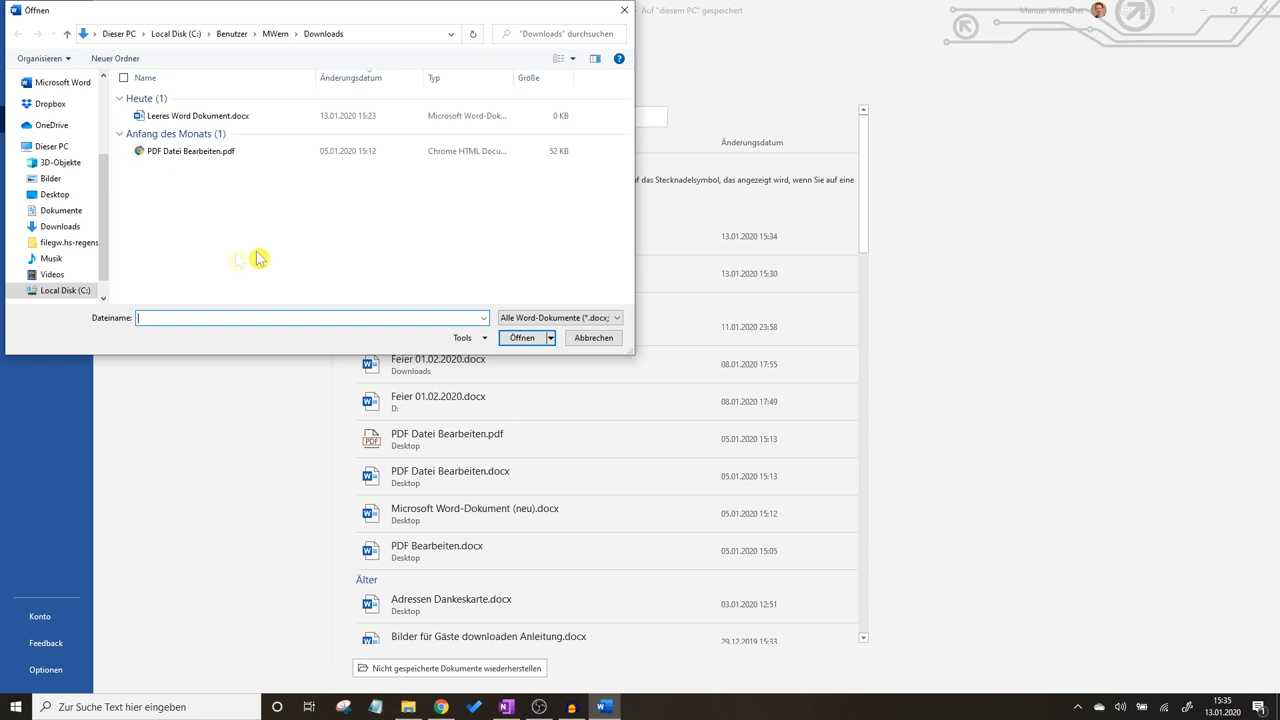 Öffnen
Auf "diesem PC" gespeichert
Dieser PC > Local Disk (C:) > Benutzer > MWern > Downloads
"Downloads" durchsuchen
Organisieren
Neuer Ordner
Name
Änderungsdatum
Typ
Größe
Microsoft Word
Dropbox
OneDrive
Dieser PC
3D-Objekte
Bilder
Desktop
Dokumente
Downloads
filegw.hs-regens
Musik
Videos
Local Disk (C:)
Heute (1)
Leeres Word Dokument.docx
13.01.2020 15:23
Microsoft Word-Dok...
0 KB
Anfang des Monats (1)
PDF Datei Bearbeiten.pdf
05.01.2020 15:12
Chrome HTML Docu...
52 KB
Dateiname:
Alle Word-Dokumente (*.docx;
Tools
Öffnen
Abbrechen
Änderungsdatum
das Stecknadelsymbol, das angezeigt wird, wenn Sie auf eine
13.01.2020 15:34
13.01.2020 15:30
11.01.2020 23:58
Feier 01.02.2020.docx
Downloads
08.01.2020 17:55
Feier 01.02.2020.docx
D:
08.01.2020 17:49
PDF Datei Bearbeiten.pdf
Desktop
05.01.2020 15:13
PDF Datei Bearbeiten.docx
Desktop
05.01.2020 15:13
Microsoft Word-Dokument (neu).docx
Desktop
05.01.2020 15:12
PDF Bearbeiten.docx
Desktop
05.01.2020 15:05
Älter
Adressen Dankeskarte.docx
Desktop
03.01.2020 12:51
Bilder für Gäste downloaden Anleitung.docx
29.12.2019 15:33
Nicht gespeicherte Dokumente wiederherstellen
Konto
Feedback
Optionen
Zur Suche Text hier eingeben
15:35
13.01.2020